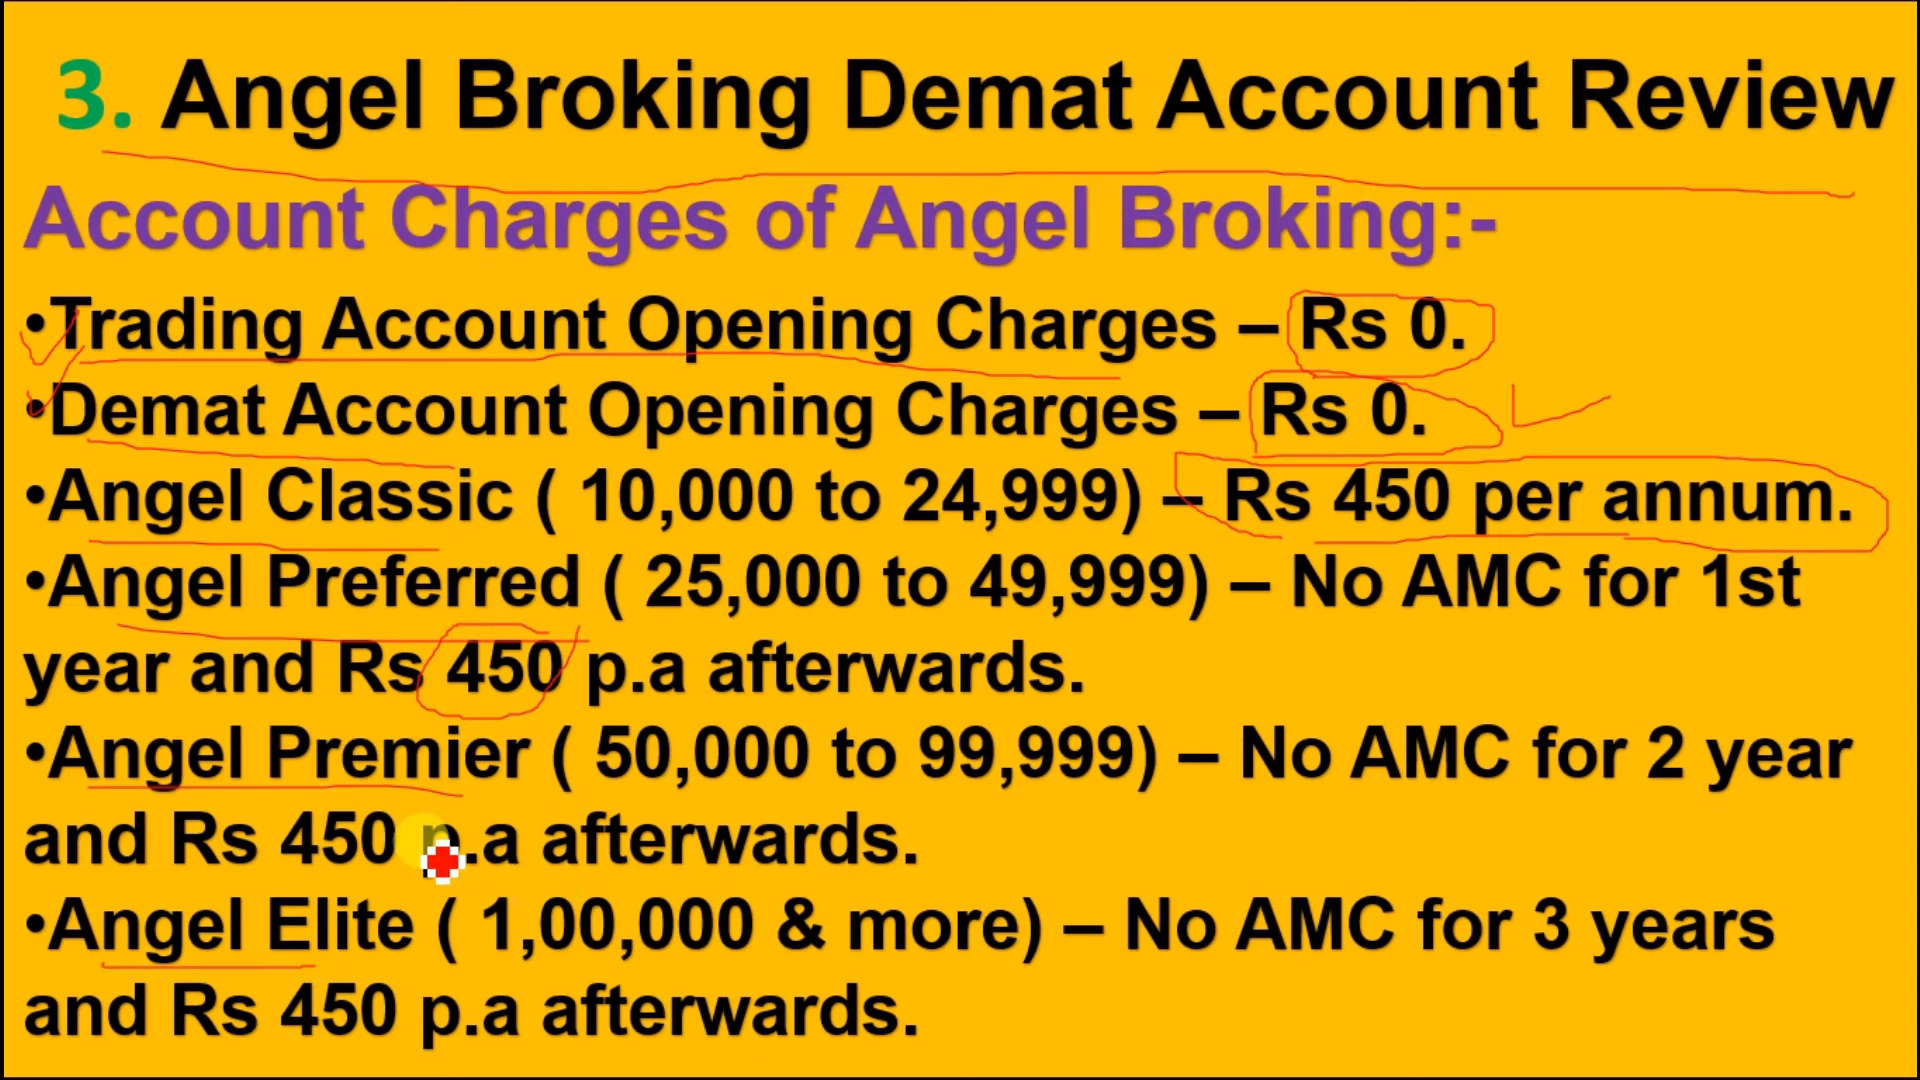 3. Angel Broking Demat Account Review
Account Charges of Angel Broking:-
•Trading Account Opening Charges – Rs 0.
•Demat Account Opening Charges – Rs 0.
•Angel Classic ( 10,000 to 24,999) – Rs 450 per annum.
•Angel Preferred ( 25,000 to 49,999) – No AMC for 1st
year and Rs 450 p.a afterwards.
•Angel Premier ( 50,000 to 99,999) – No AMC for 2 year
and Rs 450 p.a afterwards.
•Angel Elite ( 1,00,000 & more) – No AMC for 3 years
and Rs 450 p.a afterwards.